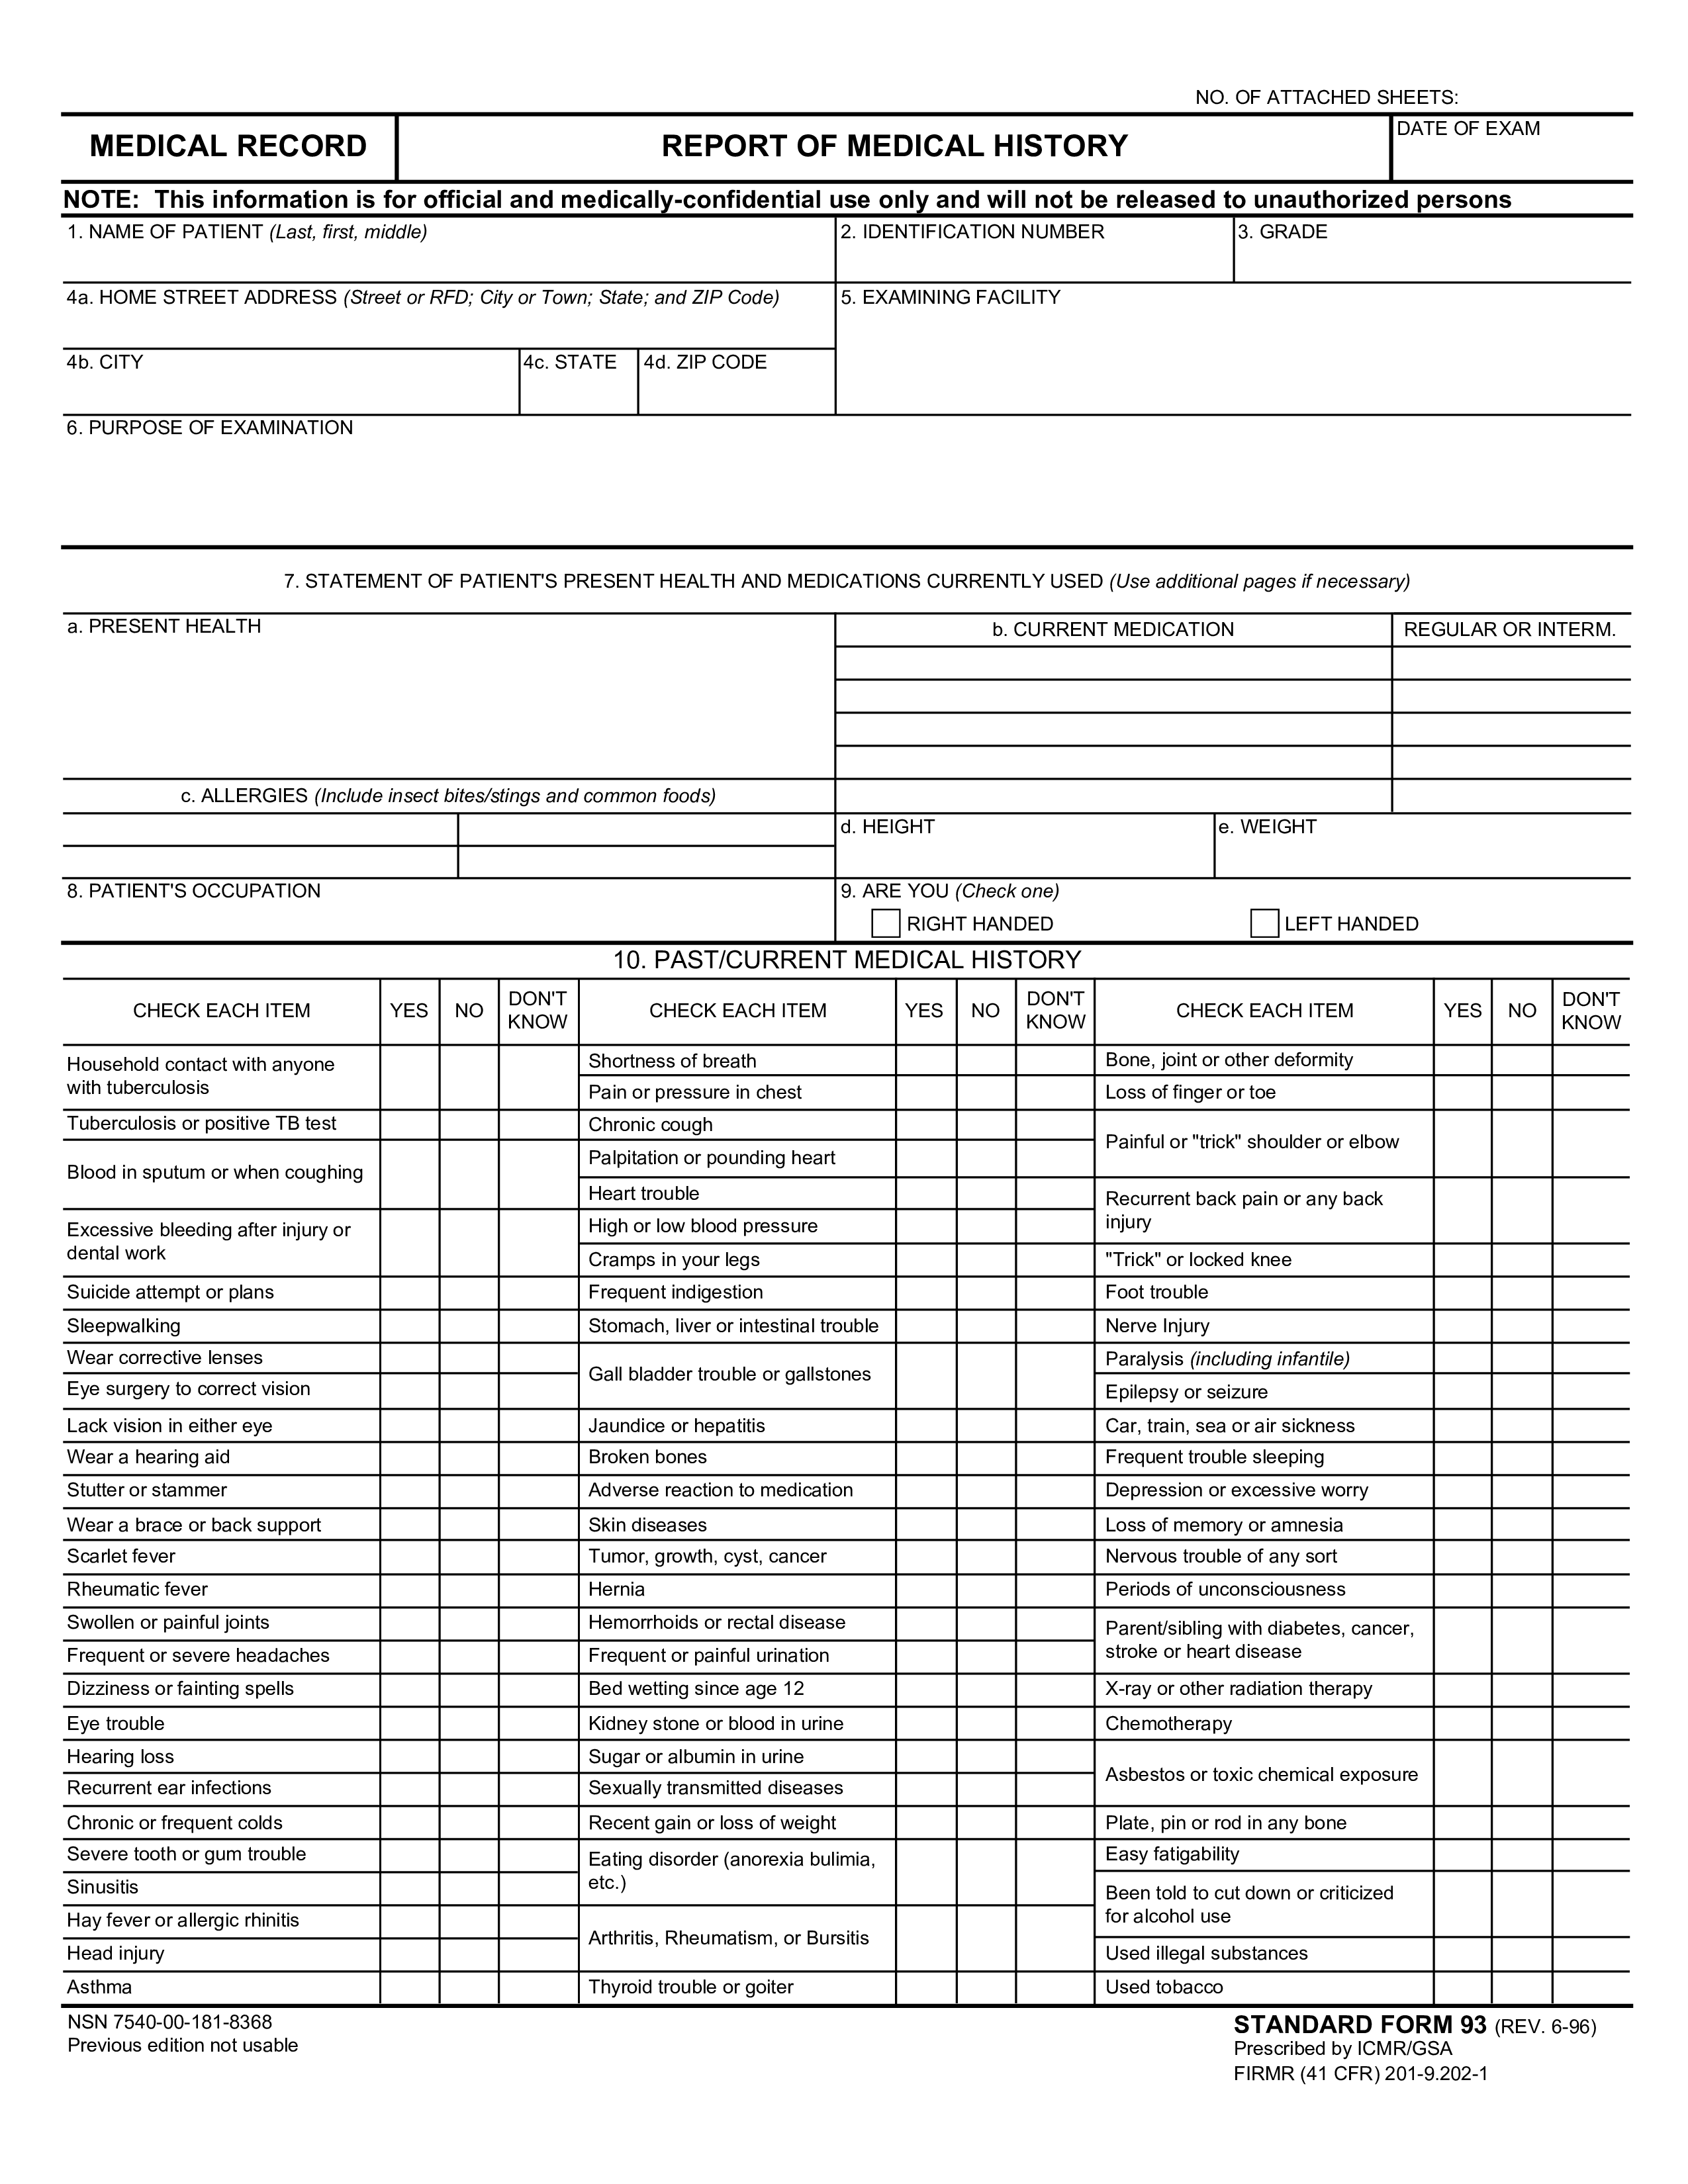 NO. OF ATTACHED SHEETS:
MEDICAL RECORD
REPORT OF MEDICAL HISTORY
DATE OF EXAM
NOTE: This information is for official and medically-confidential use only and will not be released to unauthorized persons
1. NAME OF PATIENT (Last, first, middle)
2. IDENTIFICATION NUMBER
3. GRADE
4a. HOME STREET ADDRESS (Street or RFD; City or Town; State; and ZIP Code)
5. EXAMINING FACILITY
4b. CITY
4c. STATE
4d. ZIP CODE
6. PURPOSE OF EXAMINATION
7. STATEMENT OF PATIENT'S PRESENT HEALTH AND MEDICATIONS CURRENTLY USED (Use additional pages if necessary)
a. PRESENT HEALTH
b. CURRENT MEDICATION
REGULAR OR INTERM.
c. ALLERGIES (Include insect bites/stings and common foods)
d. HEIGHT
e. WEIGHT
8. PATIENT'S OCCUPATION
9. ARE YOU (Check one)
RIGHT HANDED
LEFT HANDED
10. PAST/CURRENT MEDICAL HISTORY
CHECK EACH ITEM
YES
NO
DON'T
KNOW
Household contact with anyone
with tuberculosis
Tuberculosis or positive TB test
Blood in sputum or when coughing
Excessive bleeding after injury or
dental work
Suicide attempt or plans
Sleepwalking
Wear corrective lenses
Eye surgery to correct vision
Lack vision in either eye
Wear a hearing aid
Stutter or stammer
Wear a brace or back support
Scarlet fever
Rheumatic fever
Swollen or painful joints
Frequent or severe headaches
Dizziness or fainting spells
Eye trouble
Hearing loss
Recurrent ear infections
Chronic or frequent colds
Severe tooth or gum trouble
Sinusitis
Hay fever or allergic rhinitis
Head injury
Asthma
CHECK EACH ITEM
YES
NO
DON'T
KNOW
Shortness of breath
Pain or pressure in chest
Chronic cough
Palpitation or pounding heart
Heart trouble
High or low blood pressure
Cramps in your legs
Frequent indigestion
Stomach, liver or intestinal trouble
Gall bladder trouble or gallstones
Jaundice or hepatitis
Broken bones
Adverse reaction to medication
Skin diseases
Tumor, growth, cyst, cancer
Hernia
Hemorrhoids or rectal disease
Frequent or painful urination
Bed wetting since age 12
Kidney stone or blood in urine
Sugar or albumin in urine
Sexually transmitted diseases
Recent gain or loss of weight
Eating disorder (anorexia bulimia,
etc.)
Arthritis, Rheumatism, or Bursitis
Thyroid trouble or goiter
CHECK EACH ITEM
YES
NO
DON'T
KNOW
Bone, joint or other deformity
Loss of finger or toe
Painful or "trick" shoulder or elbow
Recurrent back pain or any back
injury
"Trick" or locked knee
Foot trouble
Nerve Injury
Paralysis (including infantile)
Epilepsy or seizure
Car, train, sea or air sickness
Frequent trouble sleeping
Depression or excessive worry
Loss of memory or amnesia
Nervous trouble of any sort
Periods of unconsciousness
Parent/sibling with diabetes, cancer,
stroke or heart disease
X-ray or other radiation therapy
Chemotherapy
Asbestos or toxic chemical exposure
Plate, pin or rod in any bone
Easy fatigability
Been told to cut down or criticized
for alcohol use
Used illegal substances
Used tobacco
NSN 7540-00-181-8368
Previous edition not usable
STANDARD FORM 93 (REV. 6-96)
Prescribed by ICMR/GSA
FIRMR (41 CFR) 201-9.202-1